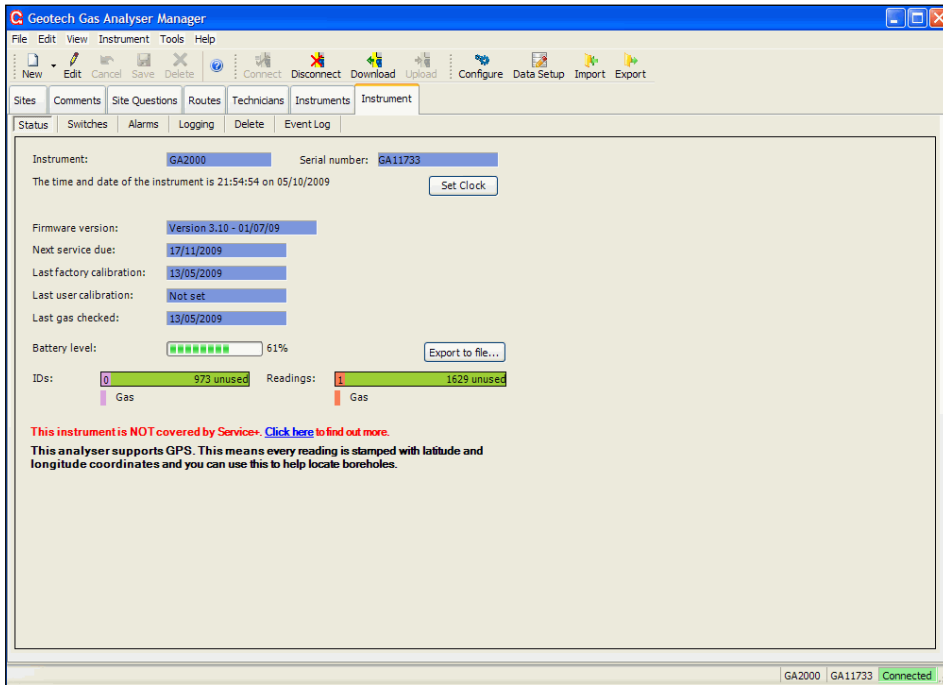 Geotech Gas Analyser Manager
File Edit View Instrument Tools Help
New Edit Cancel Save Delete Connect Disconnect Download Upload Configure Data Setup Import Export
Sites Comments Site Questions Routes Technicians Instruments Instrument
Status Switches Alarms Logging Delete Event Log
Instrument: GA2000 Serial number: GA11733
The time and date of the instrument is 21:54:54 on 05/10/2009 Set Clock
Firmware version: Version 3.10 - 01/07/09
Next service due: 17/11/2009
Last factory calibration: 13/05/2009
Last user calibration: Not set
Last gas checked: 13/05/2009
Battery level: 61% Export to file...
IDs: 0 973 unused Readings: 1 1629 unused
Gas Gas
This instrument is NOT covered by Service+. Click here to find out more.
This analyser supports GPS. This means every reading is stamped with latitude and
longitude coordinates and you can use this to help locate boreholes.
GA2000 GA11733 Connected